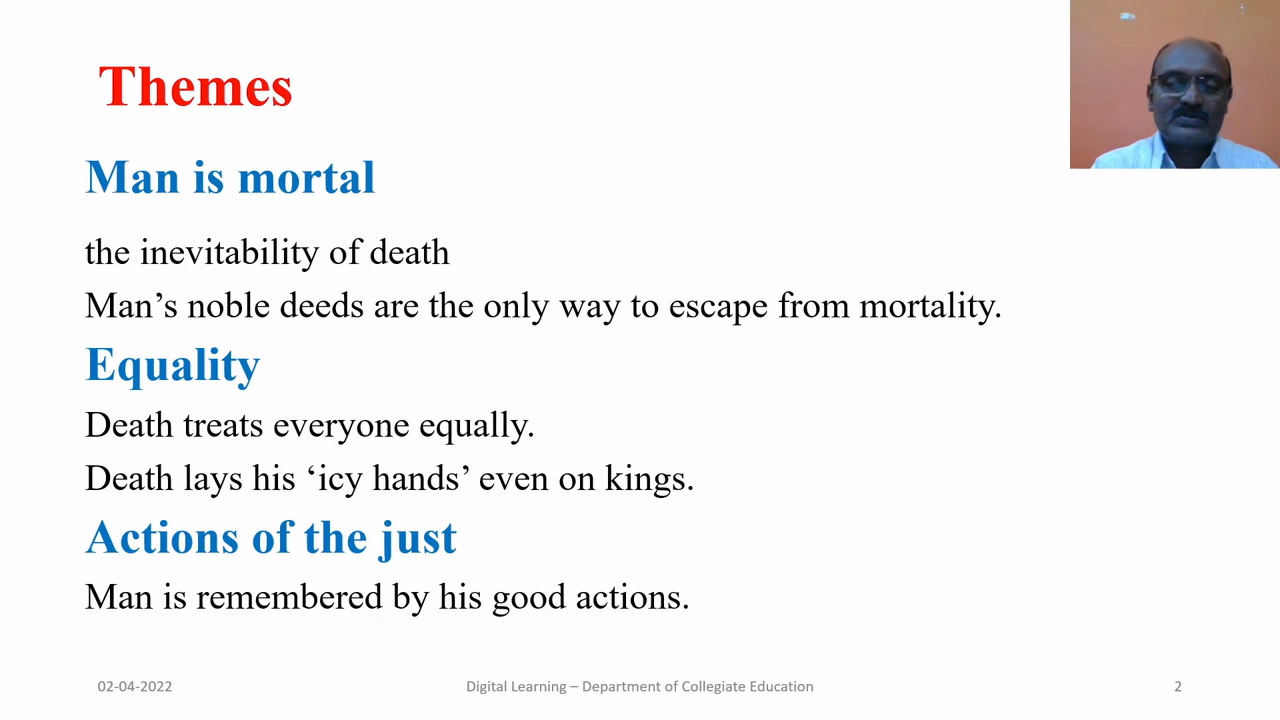 Themes
Man is mortal
the inevitability of death
Man’s noble deeds are the only way to escape from mortality.
Equality
Death treats everyone equally.
Death lays his ‘icy hands’ even on kings.
Actions of the just
Man is remembered by his good actions.
02-04-2022 Digital Learning – Department of Collegiate Education 2